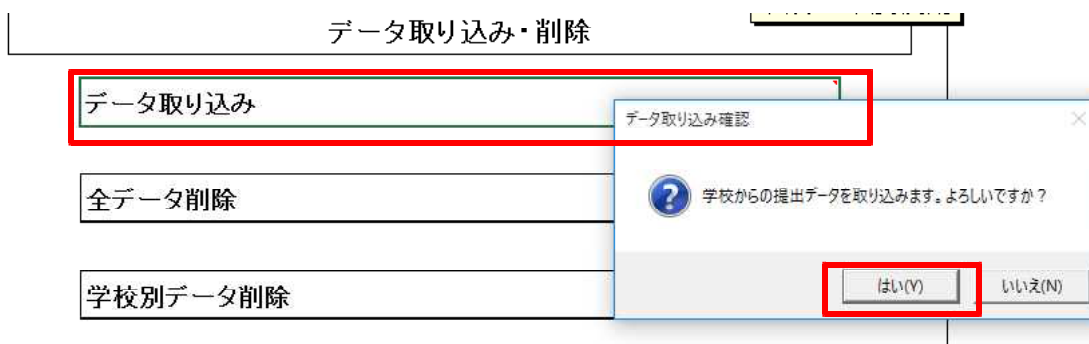 データ取り込み・削除
データ取り込み
データ取り込み確認
学校からの提出データを取り込みます。よろしいですか？
全データ削除
学校別データ削除
はい(Y)
いいえ(N)